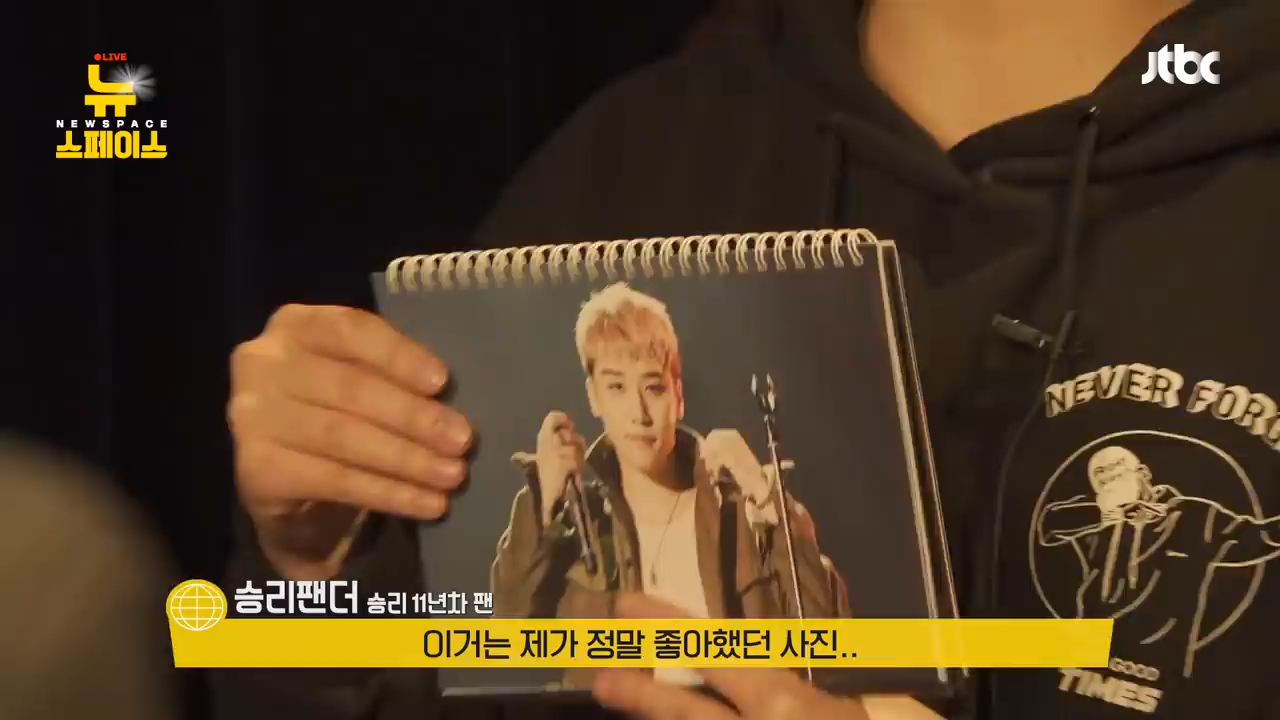 LIVE
뉴
NEWSPACE
스페이스
jtbc
NEVER FOR
GOOD
TIMES
승리팬더 승리 11년차 팬
이거는 제가 정말 좋아했던 사진..